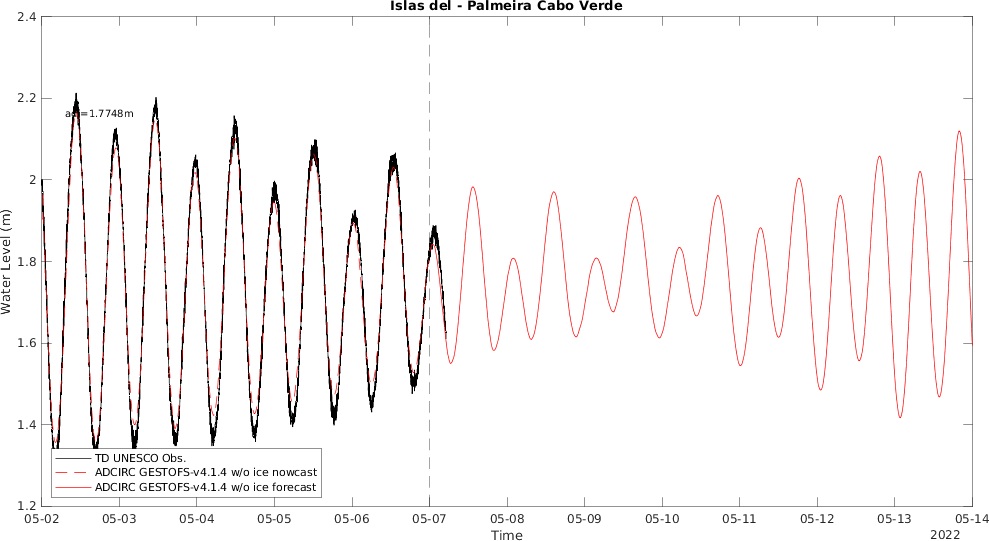 Islas del - Palmeira Cabo Verde
2.4
2.2
2
1.8
1.6
1.4
1.2
Water Level (m)
=1.7748m
TD UNESCO Obs.
ADCIRC GESTOFS-v4.1.4 w/o ice nowcast
ADCIRC GESTOFS-v4.1.4 w/o ice forecast
05-02 05-03 05-04 05-05 05-06 05-07 05-08 05-09 05-10 05-11 05-12 05-13 05-14
Time
2022